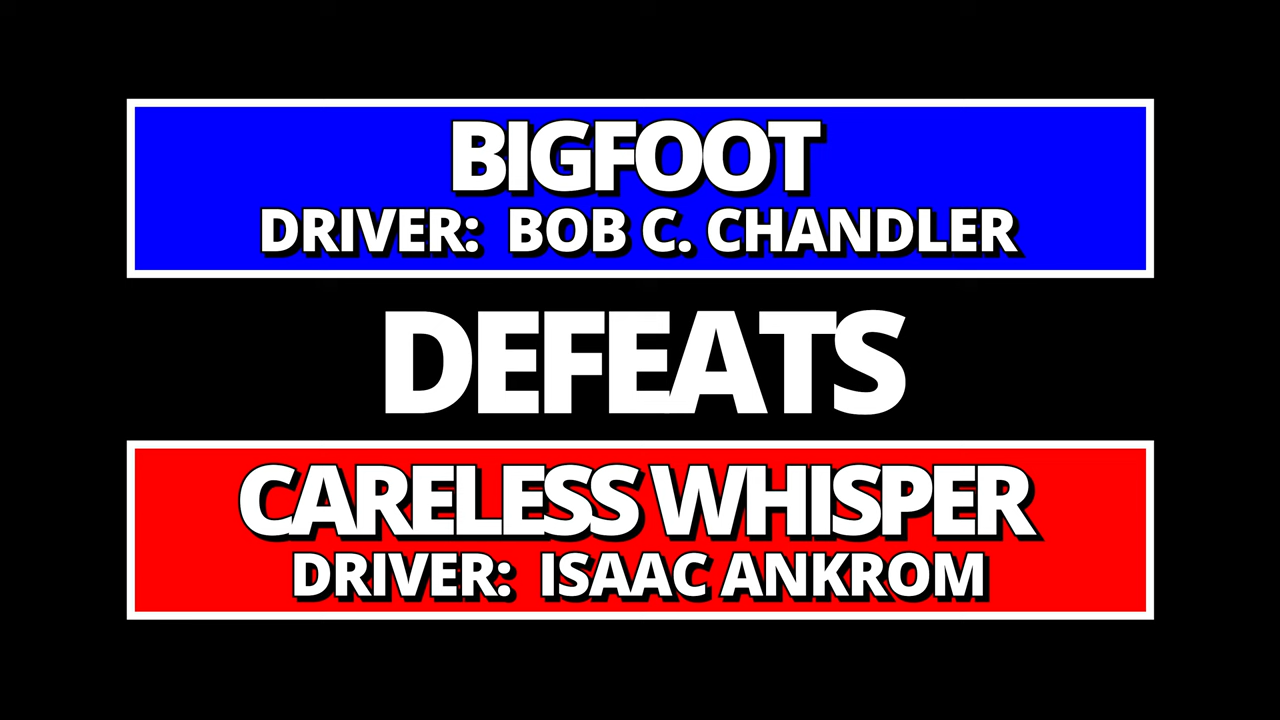 BIGFOOT
DRIVER: BOB C. CHANDLER
DEFEATS
CARELESS WHISPER
DRIVER: ISAAC ANKROM